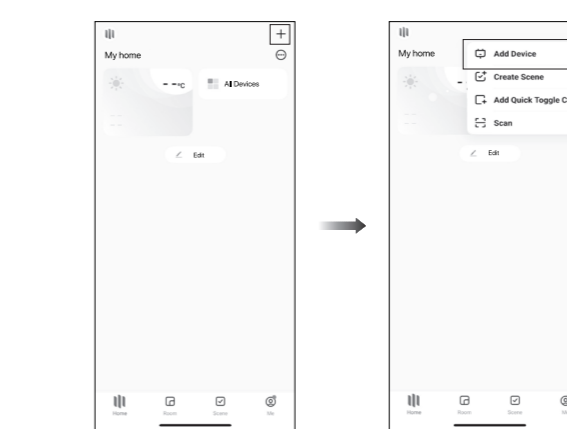 My home
--°C
All Devices
Edit
Home
Room
Scene
Me
My home
Add Device
Create Scene
Add Quick Toggle C
Scan
Edit
Home
Room
Scene